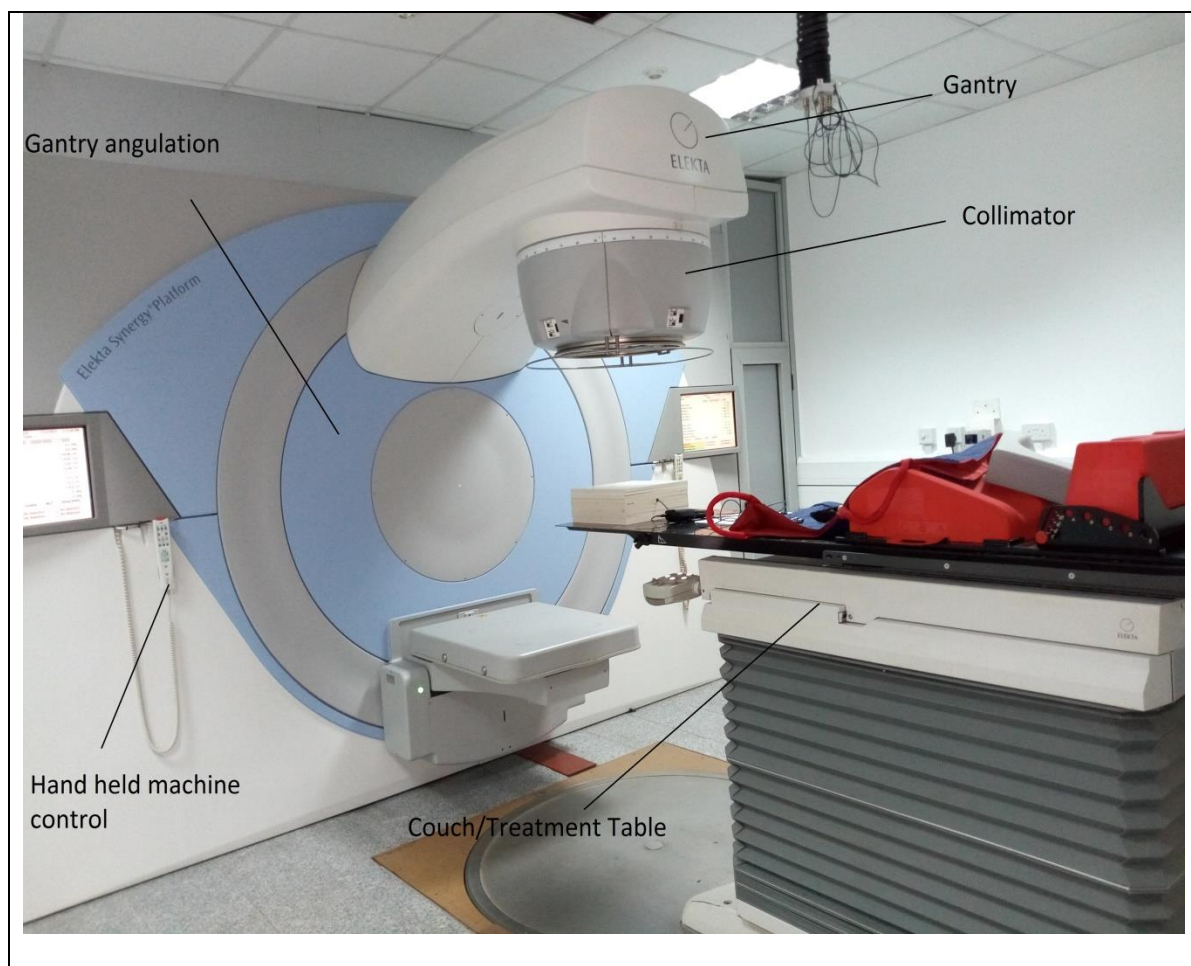 Gantry
ELEKTA
Gantry angulation
Collimator
Elekta Synergy Platform
Hand held machine
control
ELEKTA
Couch/Treatment Table